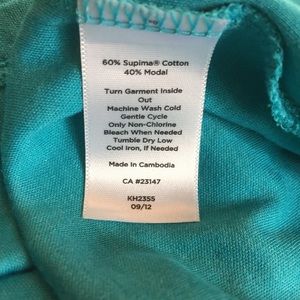 60% Supima® Cotton
40% Modal
Turn Garment Inside
Out
Machine Wash Cold
Gentle Cycle
Only Non-Chlorine
Bleach When Needed
Tumble Dry Low
Cool Iron, If Needed
Made In Cambodia
CA #23147
KH2355
09/12